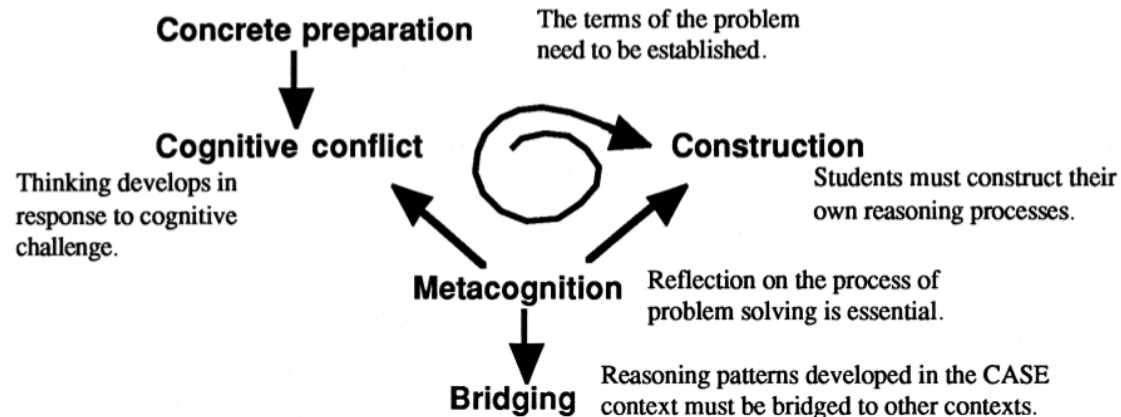 Concrete preparation
The terms of the problem
need to be established.
Cognitive conflict
Thinking develops in
response to cognitive
challenge.
Construction
Students must construct their
own reasoning processes.
Metacognition
Reflection on the process of
problem solving is essential.
Bridging
Reasoning patterns developed in the CASE
context must be bridged to other contexts.